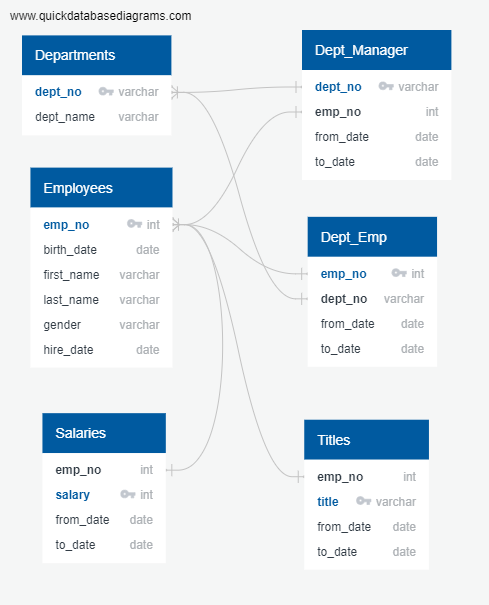 www.quickdatabasediagrams.com
Departments
dept_no varchar
dept_name varchar
Dept_Manager
dept_no varchar
emp_no int
from_date date
to_date date
Employees
emp_no int
birth_date date
first_name varchar
last_name varchar
gender varchar
hire_date date
Dept_Emp
emp_no int
dept_no varchar
from_date date
to_date date
Salaries
emp_no int
salary int
from_date date
to_date date
Titles
emp_no int
title varchar
from_date date
to_date date